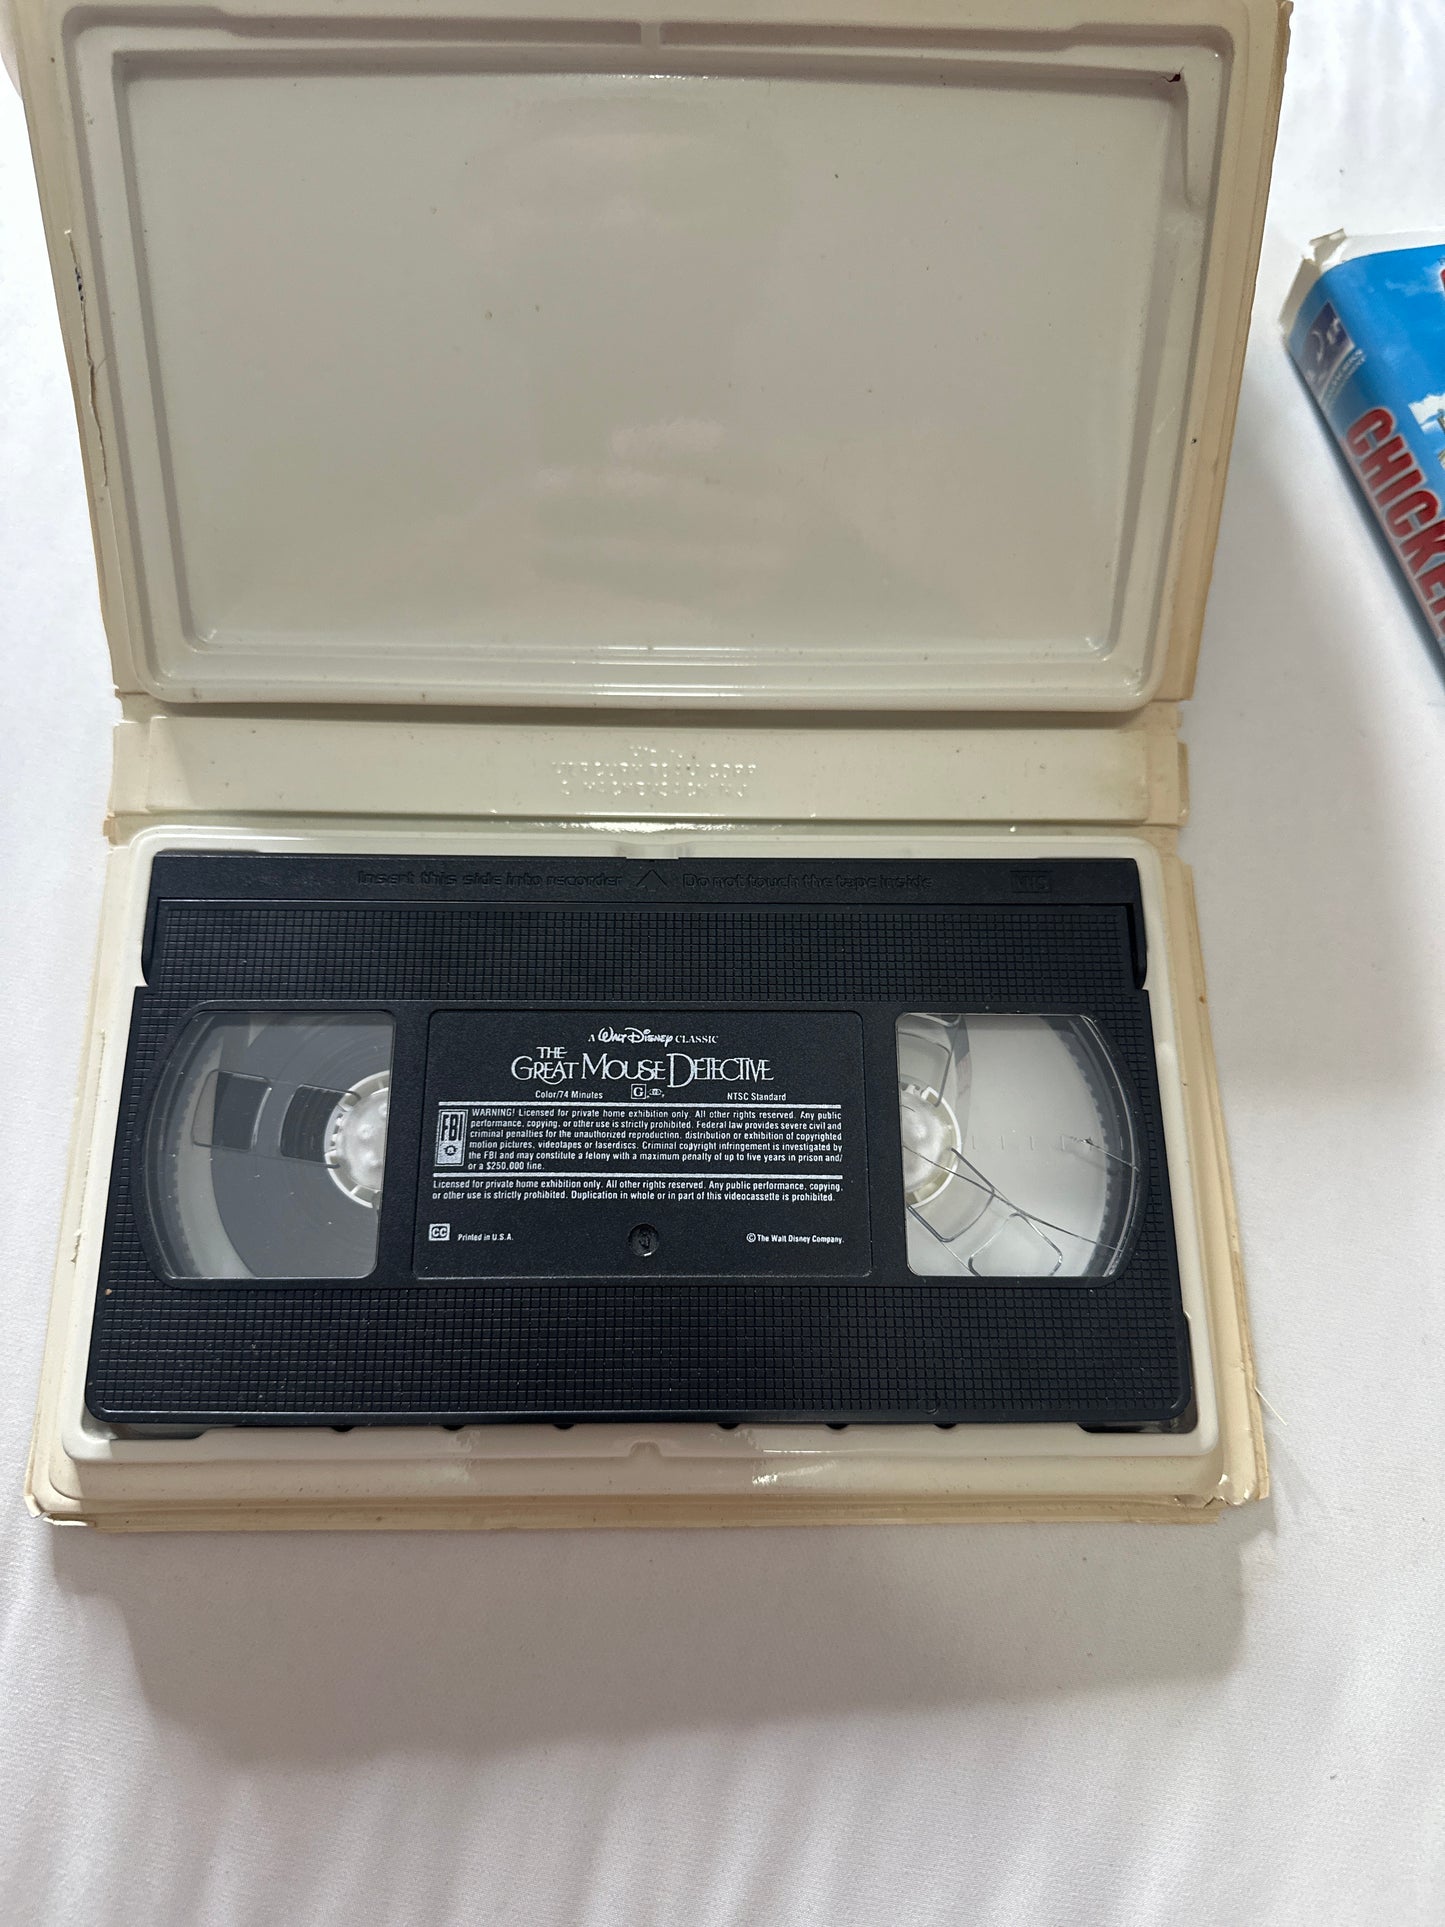 Insert this side into recorder Do not touch the tape inside VHS
A WALT DISNEY CLASSIC
THE
GREAT MOUSE DETECTIVE
Color/74 Minutes G CC NTSC Standard
FBI
WARNING! Licensed for private home exhibition only. All other rights reserved. Any public
performance, copying, or other use is strictly prohibited. Federal law provides severe civil and
criminal penalties for the unauthorized reproduction, distribution or exhibition of copyrighted
motion pictures, videotapes or laserdiscs. Criminal copyright infringement is investigated by
the FBI and may constitute a felony with a maximum penalty of up to five years in prison and/
or a $250,000 fine.
Licensed for private home exhibition only. All other rights reserved. Any public performance, copying,
or other use is strictly prohibited. Duplication in whole or in part of this videocassette is prohibited.
CC Printed in U.S.A. © The Walt Disney Company.
CHICKEN